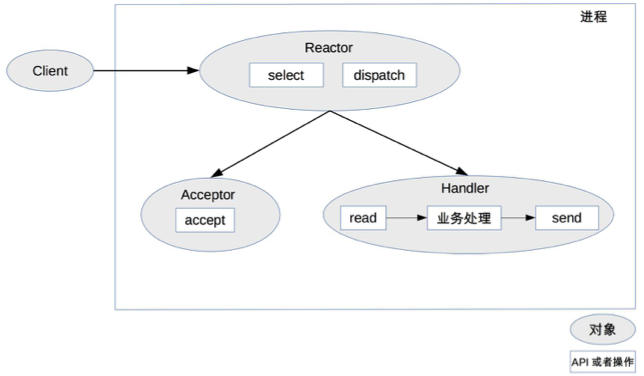 进程
Client
Reactor
select
dispatch
Acceptor
accept
Handler
read
业务处理
send
对象
API 或者操作